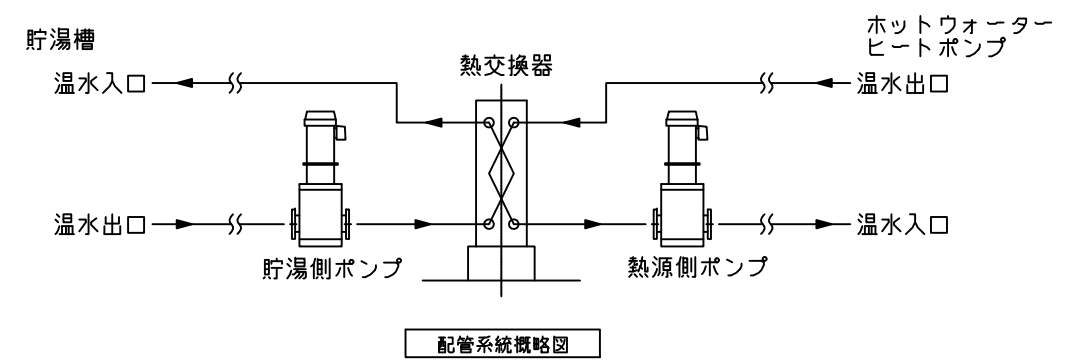 ホットウォーター
ヒートポンプ
貯湯槽
熱交換器
温水入口
温水出口
温水出口
温水入口
貯湯側ポンプ
熱源側ポンプ
配管系統概略図